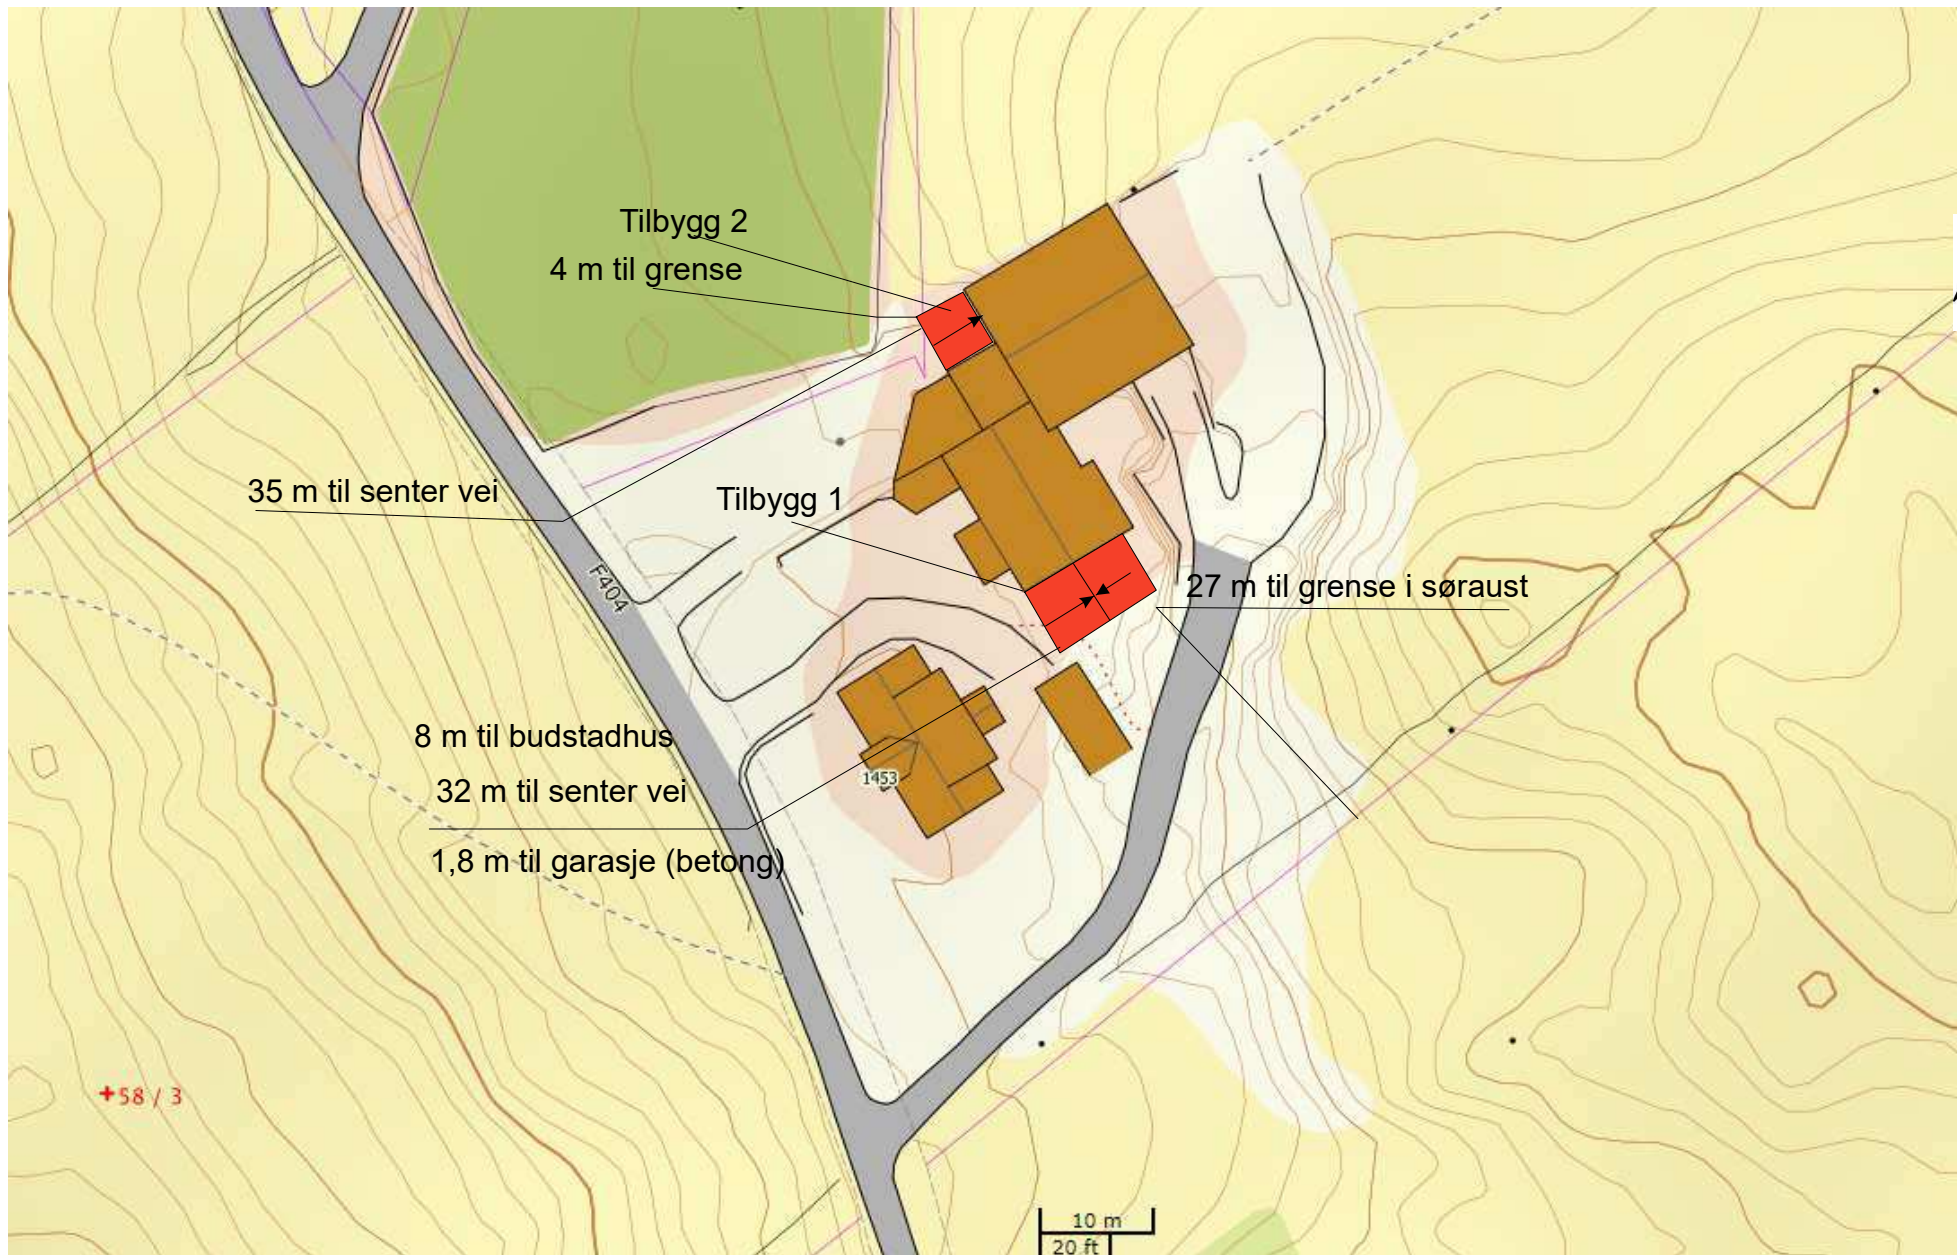 Tilbygg 2
4 m til grense
35 m til senter vei
Tilbygg 1
F404
27 m til grense i søraust
8 m til budstadhus
32 m til senter vei
1453
1,8 m til garasje (betong)
58 / 3
10 m
20 ft